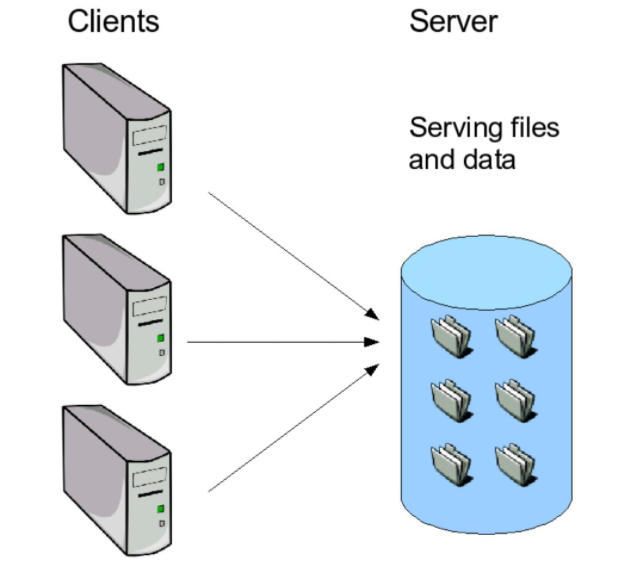 Clients
Server
Serving files
and data